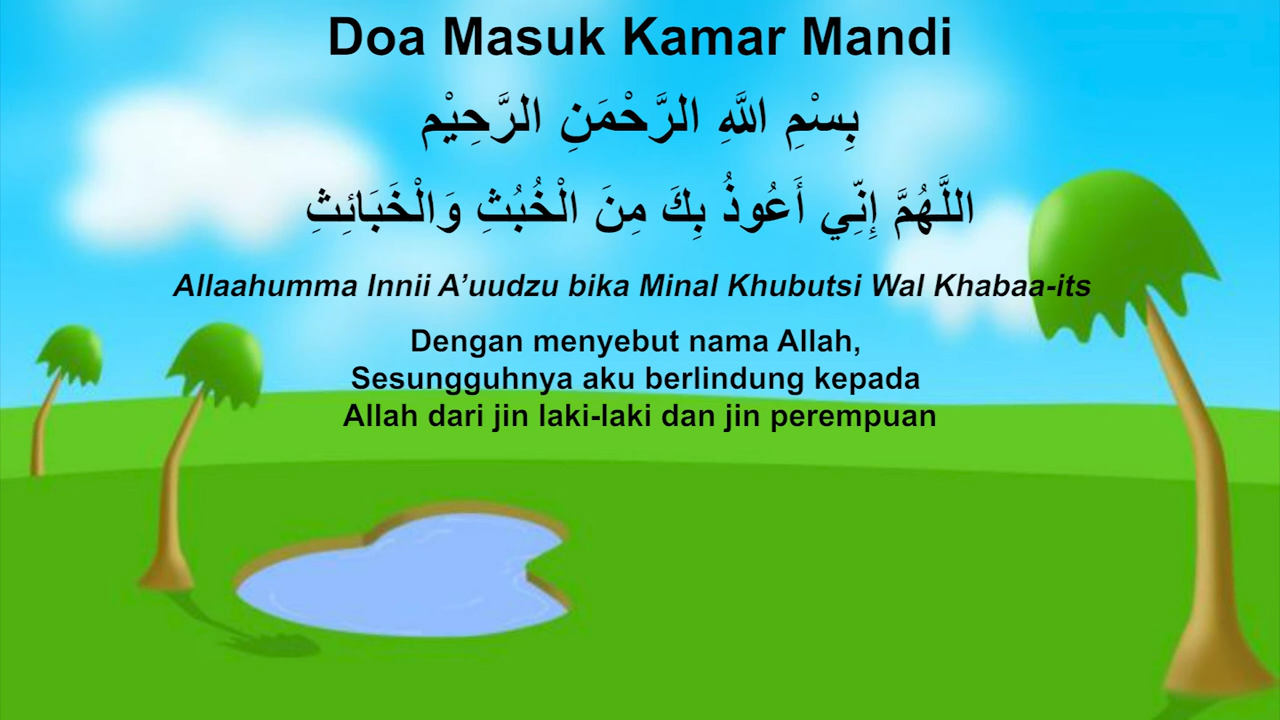 Doa Masuk Kamar Mandi
بِسْمِ اللَّهِ الرَّحْمَنِ الرَّحِيْم
اللَّهُمَّ إِنِّي أَعُوذُ بِكَ مِنَ الْخُبُثِ وَالْخَبَائِثِ
Allaahumma Innii A’uudzu bika Minal Khubutsi Wal Khabaa-its
Dengan menyebut nama Allah,
Sesungguhnya aku berlindung kepada
Allah dari jin laki-laki dan jin perempuan